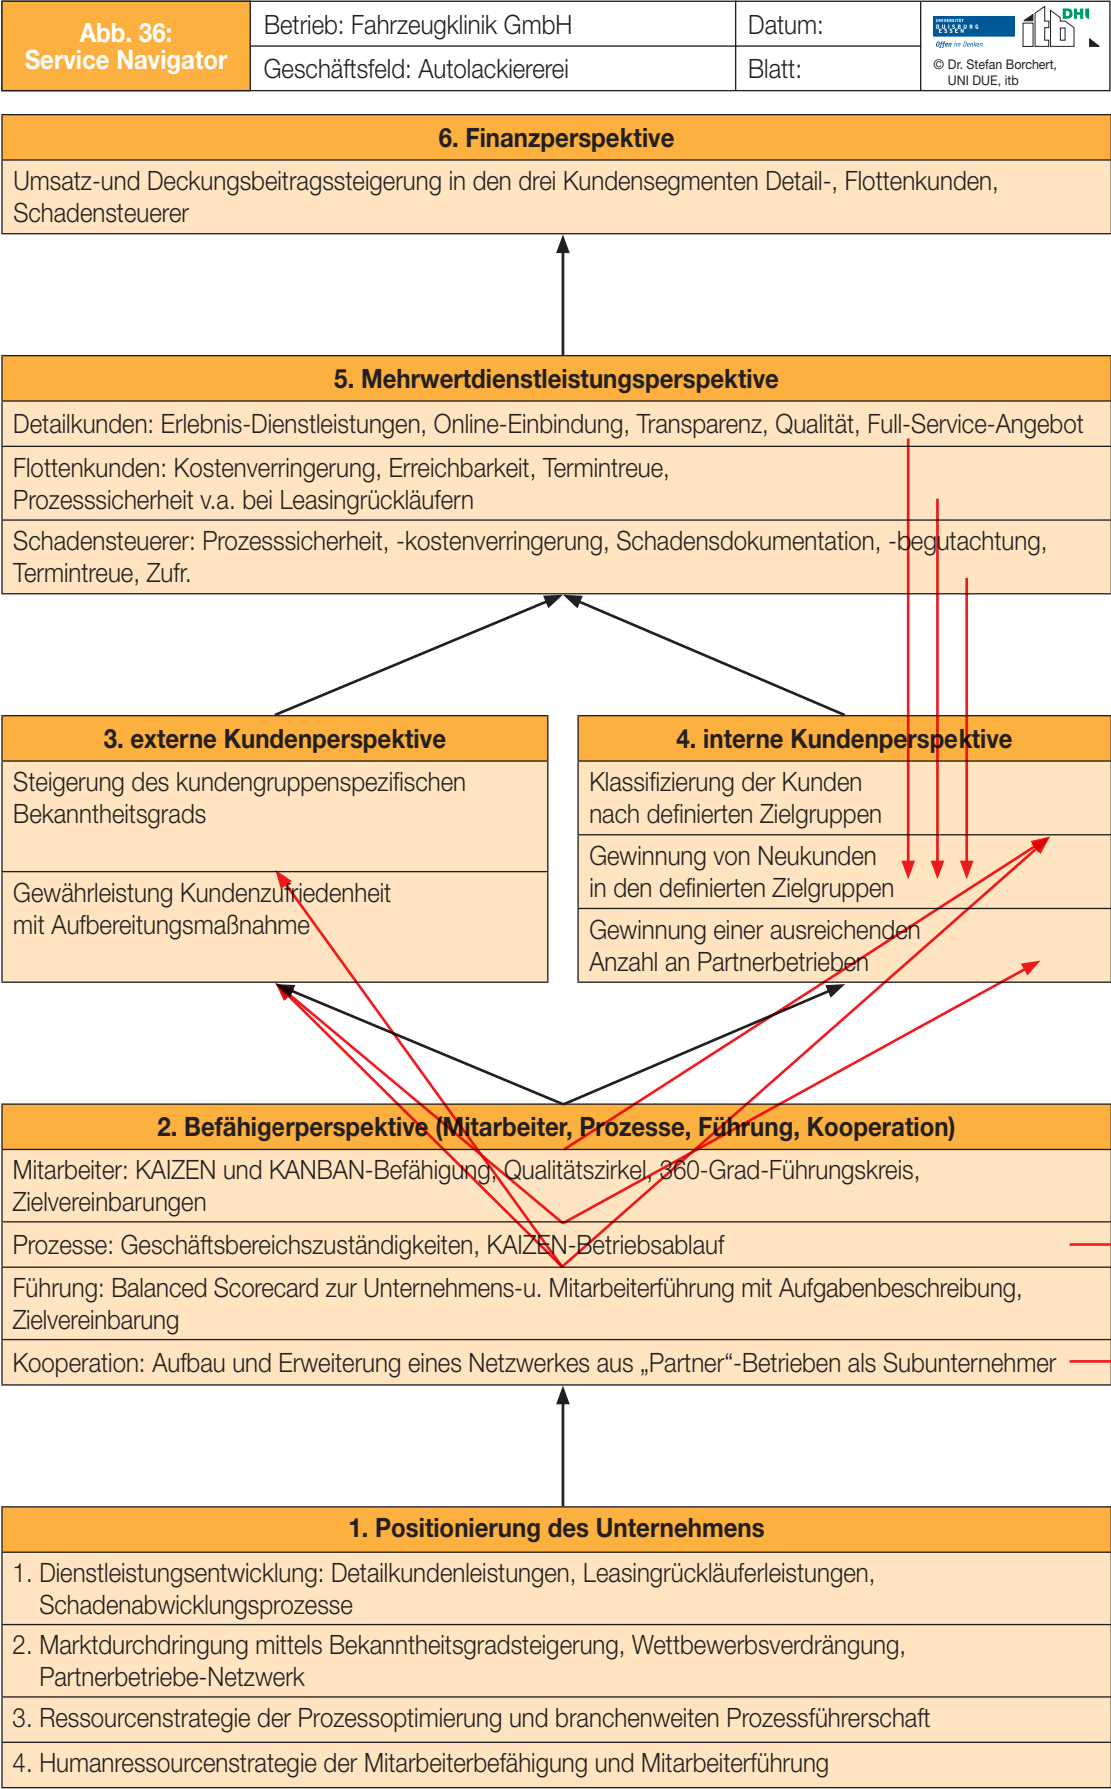 Abb. 36:
Service Navigator
Betrieb: Fahrzeugklinik GmbH
Geschäftsfeld: Autolackiererei
Datum:
Blatt:
UNIVERSITÄT
DUISBURG
ESSEN
Offen im Denken
itb
DHI
© Dr. Stefan Borchert,
UNI DUE, itb
6. Finanzperspektive
Umsatz-und Deckungsbeitragssteigerung in den drei Kundensegmenten Detail-, Flottenkunden,
Schadensteuerer
5. Mehrwertdienstleistungsperspektive
Detailkunden: Erlebnis-Dienstleistungen, Online-Einbindung, Transparenz, Qualität, Full-Service-Angebot
Flottenkunden: Kostenverringerung, Erreichbarkeit, Termintreue,
Prozesssicherheit v.a. bei Leasingrückläufern
Schadensteuerer: Prozesssicherheit, -kostenverringerung, Schadensdokumentation, -begutachtung,
Termintreue, Zufr.
3. externe Kundenperspektive
Steigerung des kundengruppenspezifischen
Bekanntheitsgrads
Gewährleistung Kundenzufriedenheit
mit Aufbereitungsmaßnahme
4. interne Kundenperspektive
Klassifizierung der Kunden
nach definierten Zielgruppen
Gewinnung von Neukunden
in den definierten Zielgruppen
Gewinnung einer ausreichenden
Anzahl an Partnerbetrieben
2. Befähigerperspektive (Mitarbeiter, Prozesse, Führung, Kooperation)
Mitarbeiter: KAIZEN und KANBAN-Befähigung, Qualitätszirkel, 360-Grad-Führungskreis,
Zielvereinbarungen
Prozesse: Geschäftsbereichszuständigkeiten, KAIZEN-Betriebsablauf
Führung: Balanced Scorecard zur Unternehmens-u. Mitarbeiterführung mit Aufgabenbeschreibung,
Zielvereinbarung
Kooperation: Aufbau und Erweiterung eines Netzwerkes aus „Partner“-Betrieben als Subunternehmer
1. Positionierung des Unternehmens
1. Dienstleistungsentwicklung: Detailkundenleistungen, Leasingrückläuferleistungen,
Schadenabwicklungsprozesse
2. Marktdurchdringung mittels Bekanntheitsgradsteigerung, Wettbewerbsverdrängung,
Partnerbetriebe-Netzwerk
3. Ressourcenstrategie der Prozessoptimierung und branchenweiten Prozessführerschaft
4. Humanressourcenstrategie der Mitarbeiterbefähigung und Mitarbeiterführung